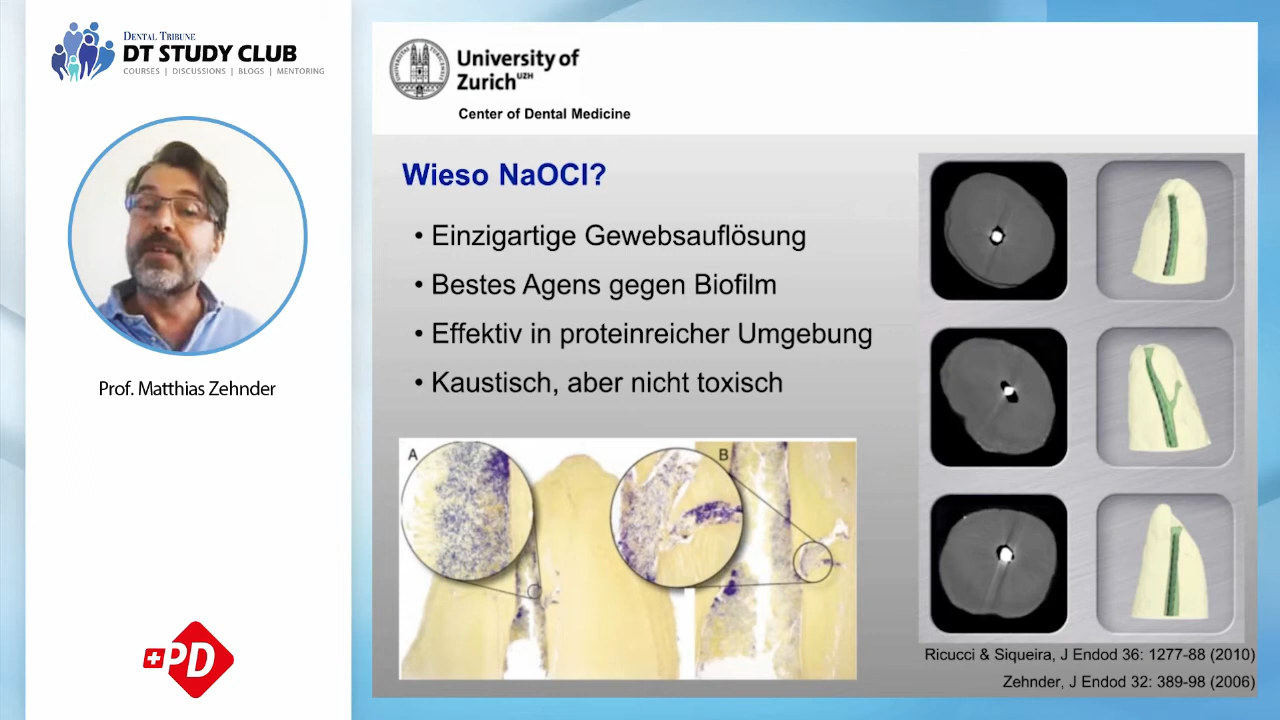 DENTAL TRIBUNE
DT STUDY CLUB
COURSES | DISCUSSIONS | BLOGS | MENTORING
Prof. Matthias Zehnder
PD
University of
Zurich UZH
Center of Dental Medicine
Wieso NaOCl?
• Einzigartige Gewebsauflösung
• Bestes Agens gegen Biofilm
• Effektiv in proteinreicher Umgebung
• Kaustisch, aber nicht toxisch
A
B
Ricucci & Siqueira, J Endod 36: 1277-88 (2010)
Zehnder, J Endod 32: 389-98 (2006)